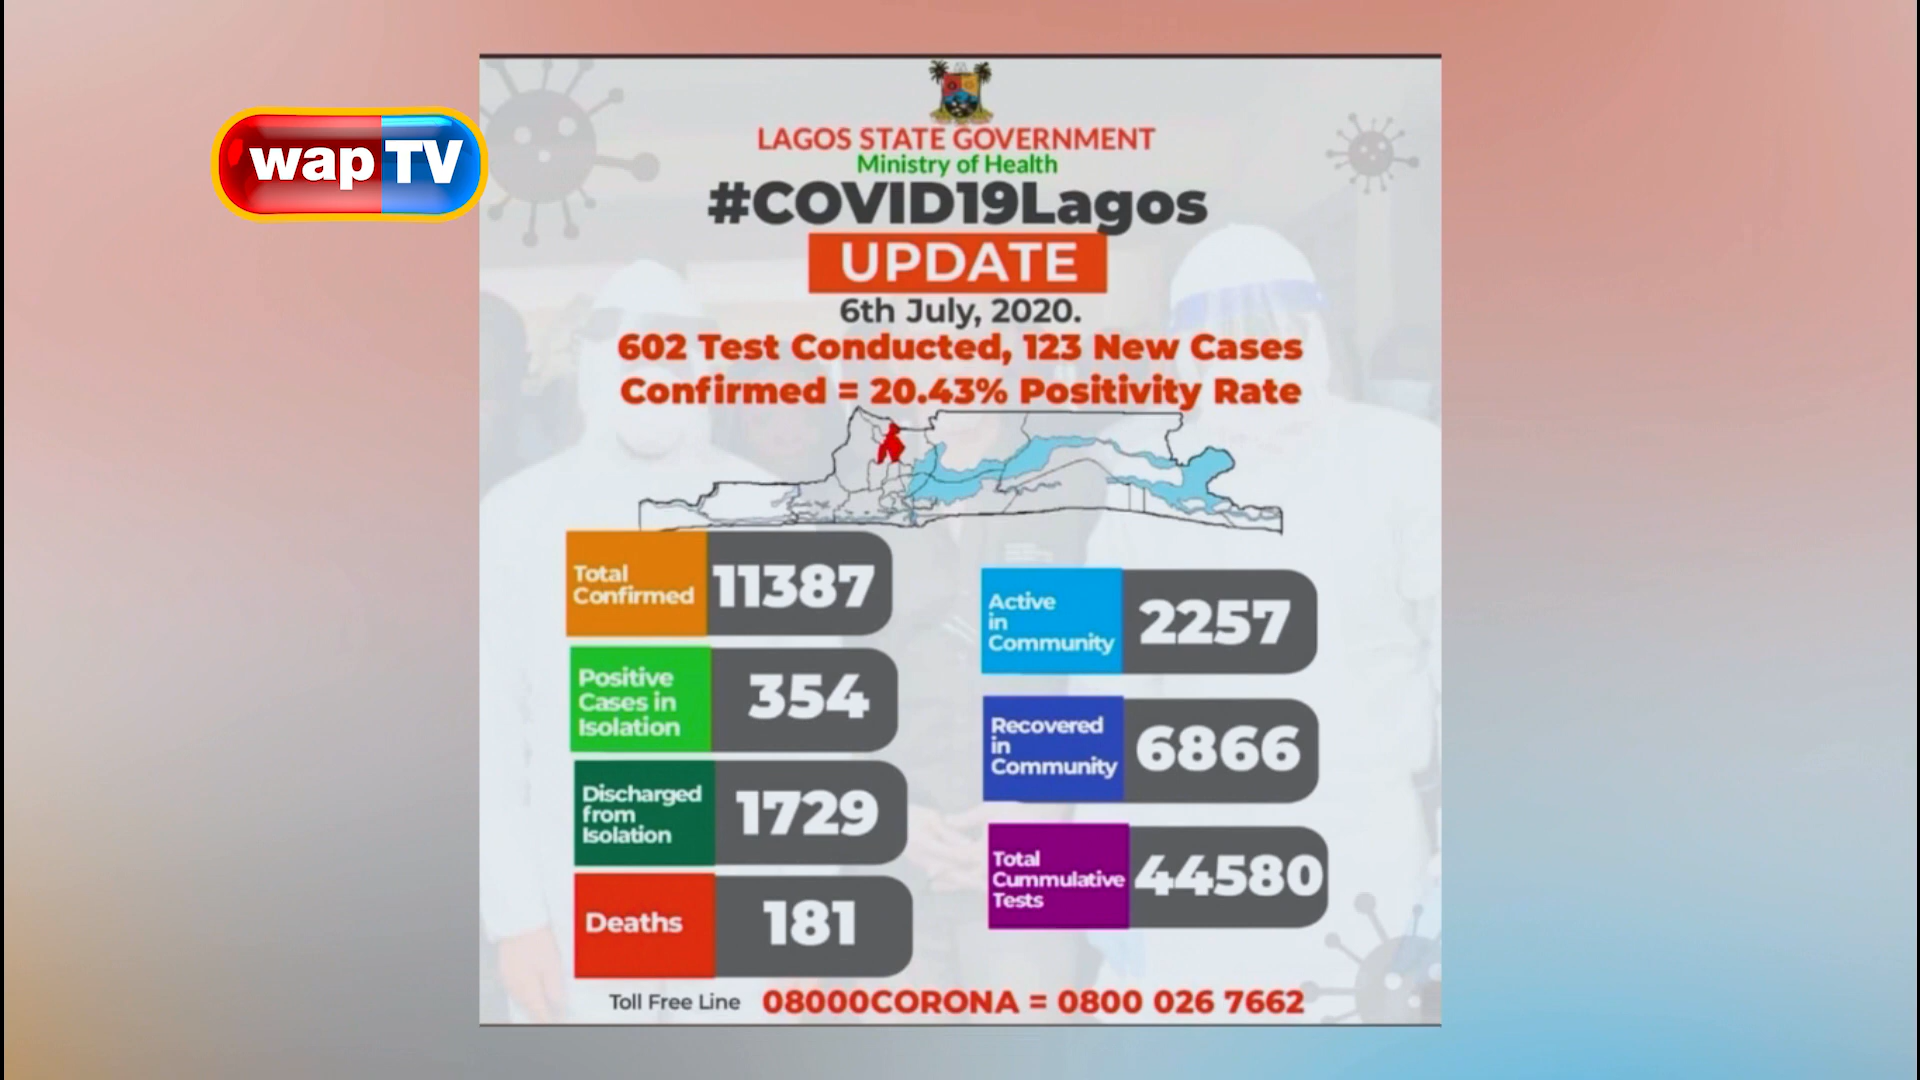 wap TV
LAGOS STATE GOVERNMENT
Ministry of Health
#COVID19Lagos
UPDATE
6th July, 2020.
602 Test Conducted, 123 New Cases
Confirmed = 20.43% Positivity Rate
Total
Confirmed
11387
Positive
Cases in
Isolation
354
Discharged
from
Isolation
1729
Deaths
181
Active
in
Community
2257
Recovered
in
Community
6866
Total
Cummulative
Tests
44580
Toll Free Line 08000CORONA = 0800 026 7662